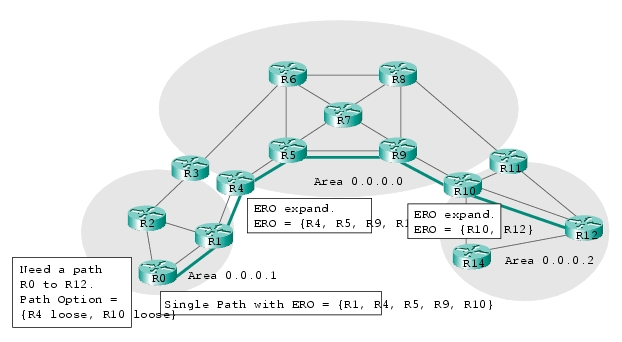 R6
R8
R7
R5
R9
R3
R11
R4
Area 0.0.0.0
R10
ERO expand.
ERO = {R4, R5, R9,
ERO expand.
ERO = {R10, R12}
R2
R1
R12
R14
Area 0.0.0.2
R0
Area 0.0.0.1
Need a path
R0 to R12.
Path Option =
{R4 loose, R10 loose}
Single Path with ERO = {R1, R4, R5, R9, R10}